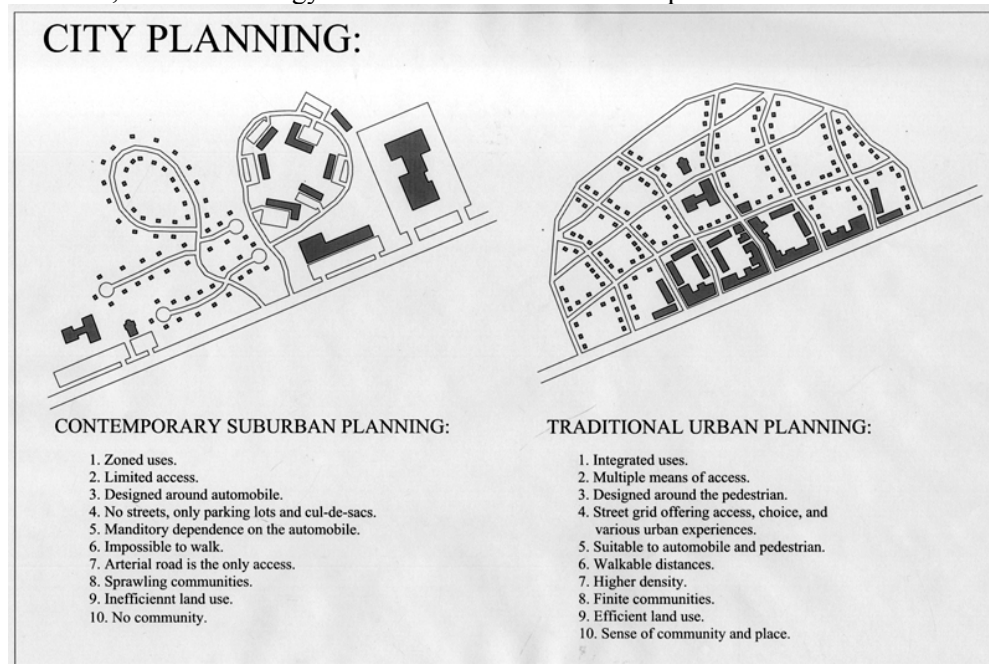 CITY PLANNING:
CONTEMPORARY SUBURBAN PLANNING:
1. Zoned uses.
2. Limited access.
3. Designed around automobile.
4. No streets, only parking lots and cul-de-sacs.
5. Manditory dependence on the automobile.
6. Impossible to walk.
7. Arterial road is the only access.
8. Sprawling communities.
9. Inefficiennt land use.
10. No community.
TRADITIONAL URBAN PLANNING:
1. Integrated uses.
2. Multiple means of access.
3. Designed around the pedestrian.
4. Street grid offering access, choice, and
various urban experiences.
5. Suitable to automobile and pedestrian.
6. Walkable distances.
7. Higher density.
8. Finite communities.
9. Efficient land use.
10. Sense of community and place.